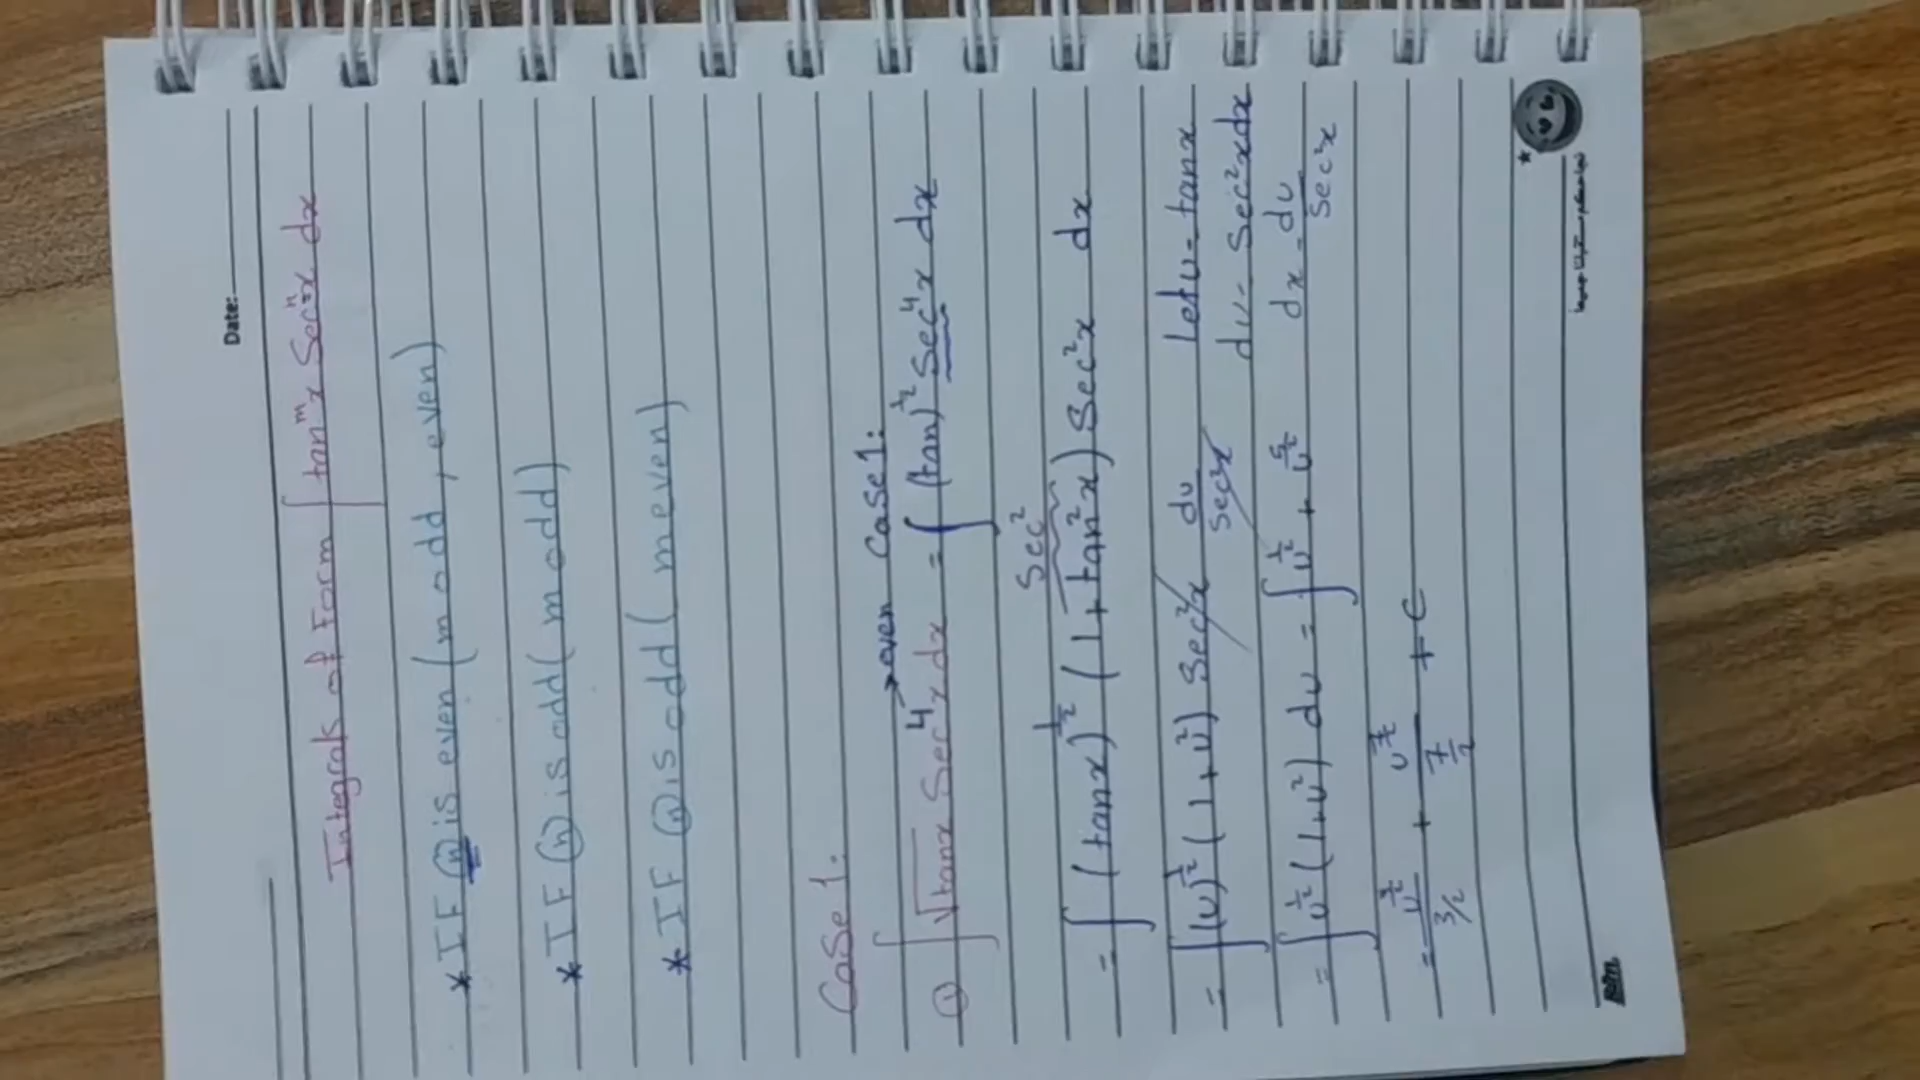 Date:
Integrals of Form ∫ tanᵐx Secⁿx dx
* IF ⓝ is even (m odd, even)
* IF ⓝ is odd (m odd)
* IF ⓝ is odd (m even)
Case 1:
→ even Case 1:
① ∫ √tanx Sec⁴x dx = ∫ (tan)^½ Sec⁴x dx
Sec²
= ∫ (tanx)^½ (1+tan²x) Sec²x dx
= ∫ (u)^½ (1+u²) Sec²x du/sec²x Let u = tanx
du = Sec²x dx
= ∫ u^½ (1+u²) du = ∫ u^½ + u^5/2 dx = du/Sec²x
= u^3/2 / 3/2 + u^7/2 / 7/2 + C